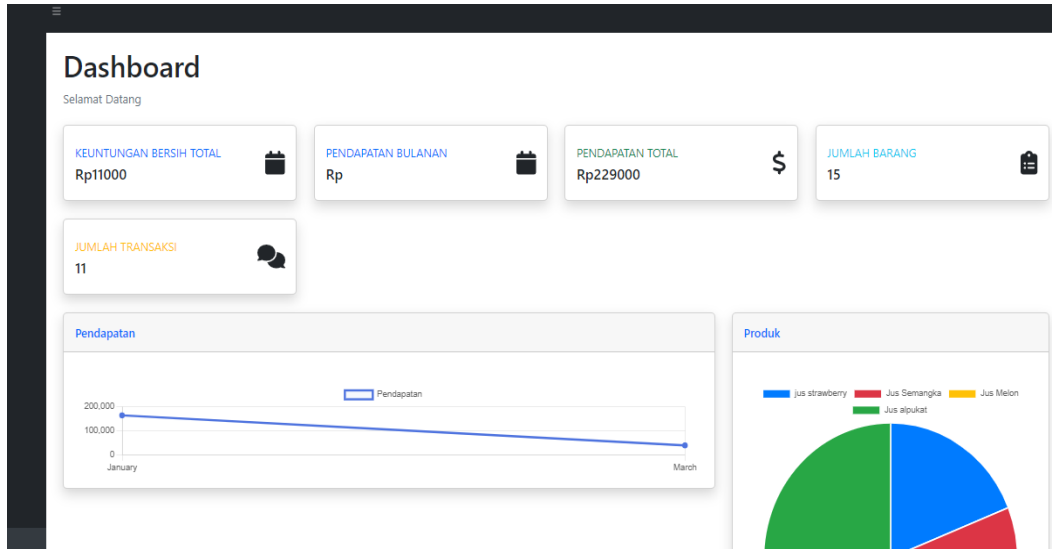 Dashboard
Selamat Datang
KEUNTUNGAN BERSIH TOTAL
Rp11000
PENDAPATAN BULANAN
Rp
PENDAPATAN TOTAL
Rp229000
JUMLAH BARANG
15
JUMLAH TRANSAKSI
11
Pendapatan
Pendapatan
200,000
100,000
0
January March
Produk
jus strawberry Jus Semangka Jus Melon
Jus alpukat